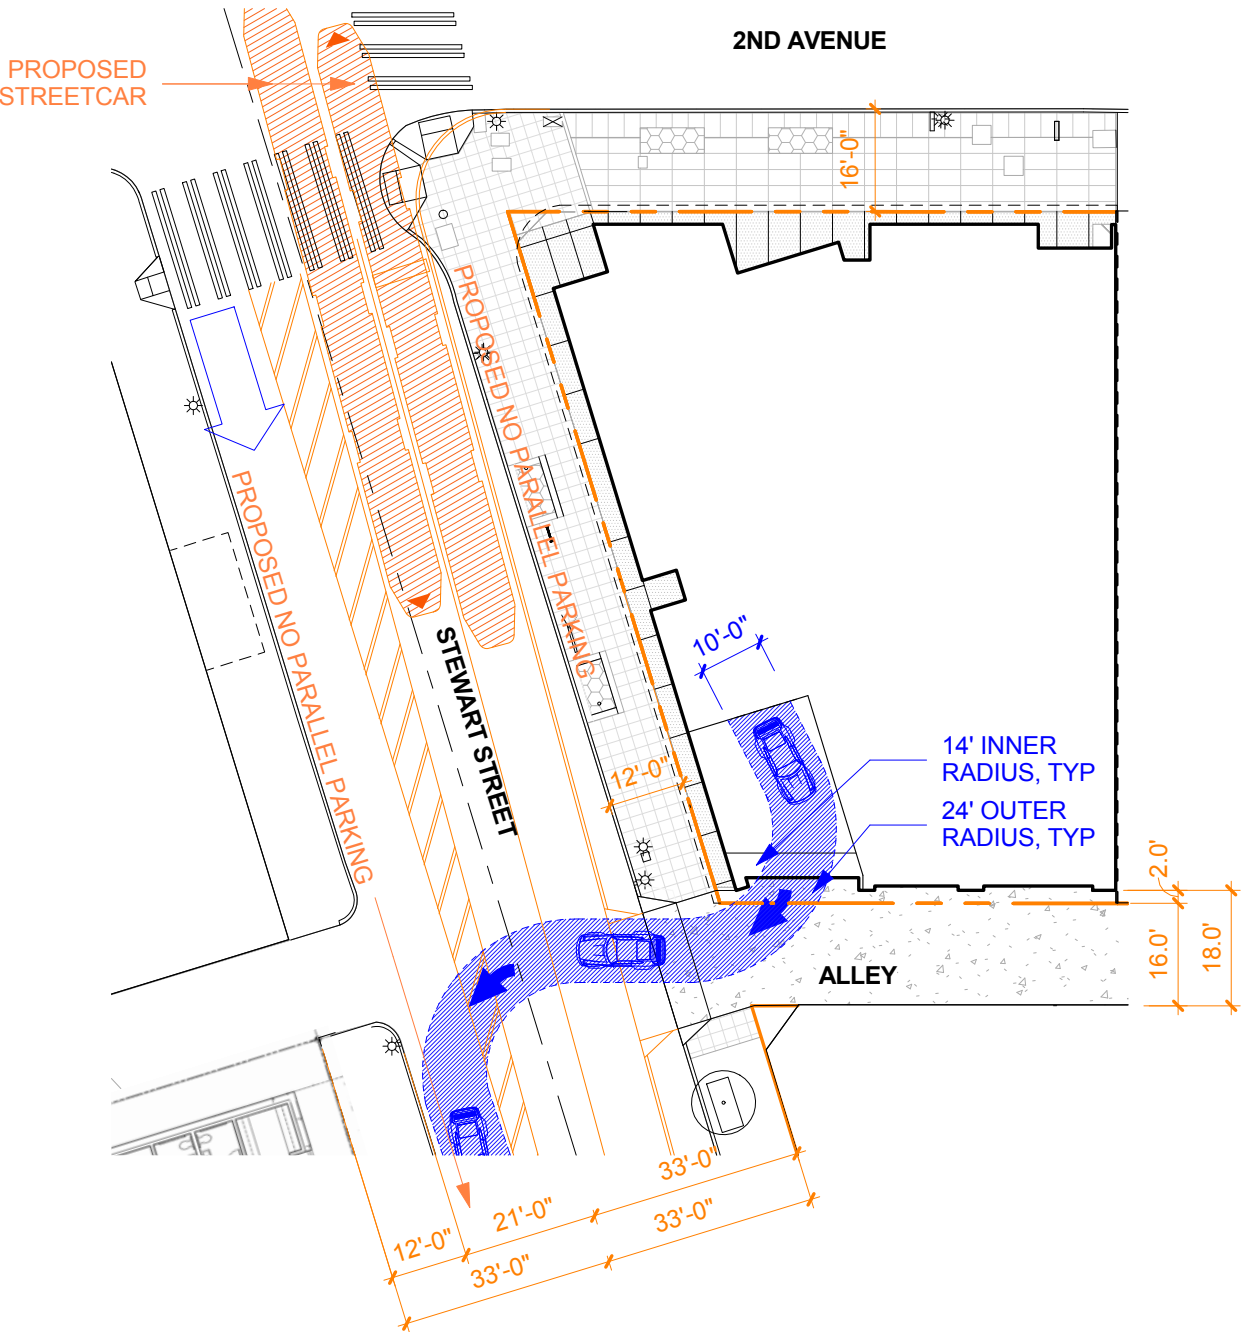 2ND AVENUE
PROPOSED
STREETCAR
16'-0"
PROPOSED NO PARALLEL PARKING
PROPOSED NO PARALLEL PARKING
STEWART STREET
10'-0"
12'-0"
14' INNER
RADIUS, TYP
24' OUTER
RADIUS, TYP
2.0'
16.0'
18.0'
ALLEY
33'-0"
21'-0"
12'-0"
33'-0"
33'-0"